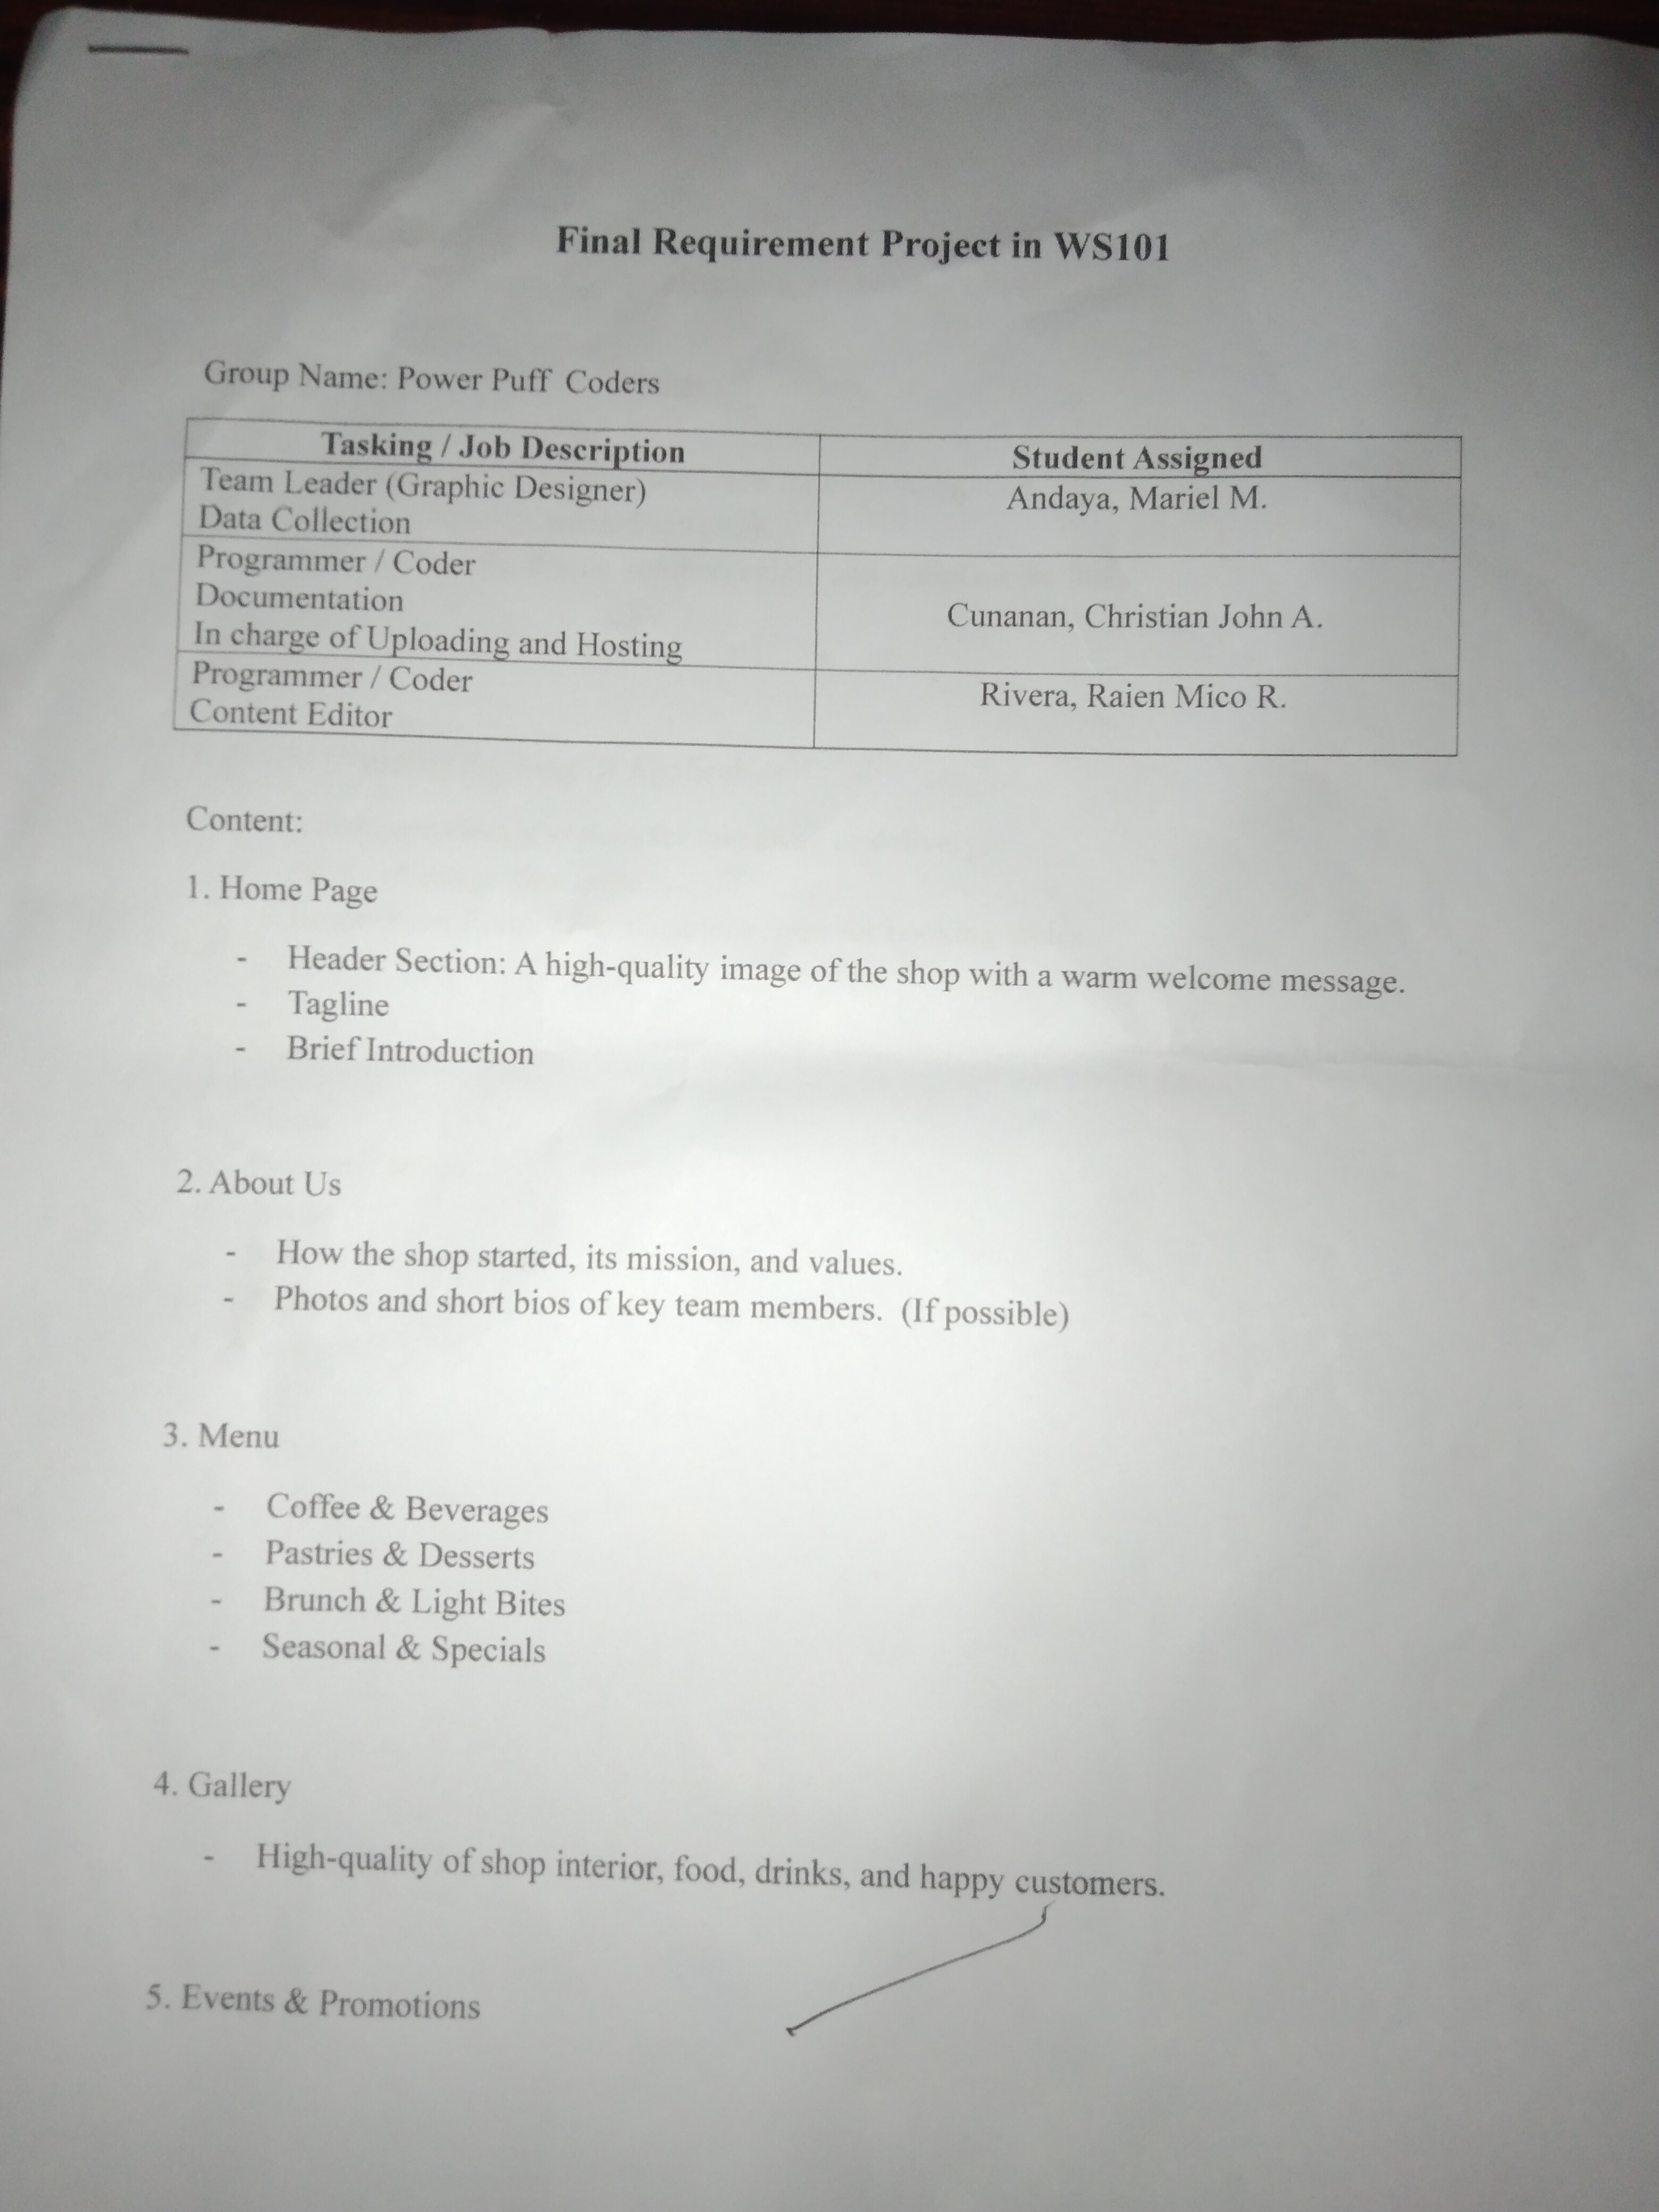 Final Requirement Project in WS101
Group Name: Power Puff Coders
Tasking / Job Description Student Assigned
Team Leader (Graphic Designer) Andaya, Mariel M.
Data Collection
Programmer / Coder
Documentation Cunanan, Christian John A.
In charge of Uploading and Hosting
Programmer / Coder Rivera, Raien Mico R.
Content Editor
Content:
1. Home Page
- Header Section: A high-quality image of the shop with a warm welcome message.
- Tagline
- Brief Introduction
2. About Us
- How the shop started, its mission, and values.
- Photos and short bios of key team members. (If possible)
3. Menu
- Coffee & Beverages
- Pastries & Desserts
- Brunch & Light Bites
- Seasonal & Specials
4. Gallery
- High-quality of shop interior, food, drinks, and happy customers.
5. Events & Promotions